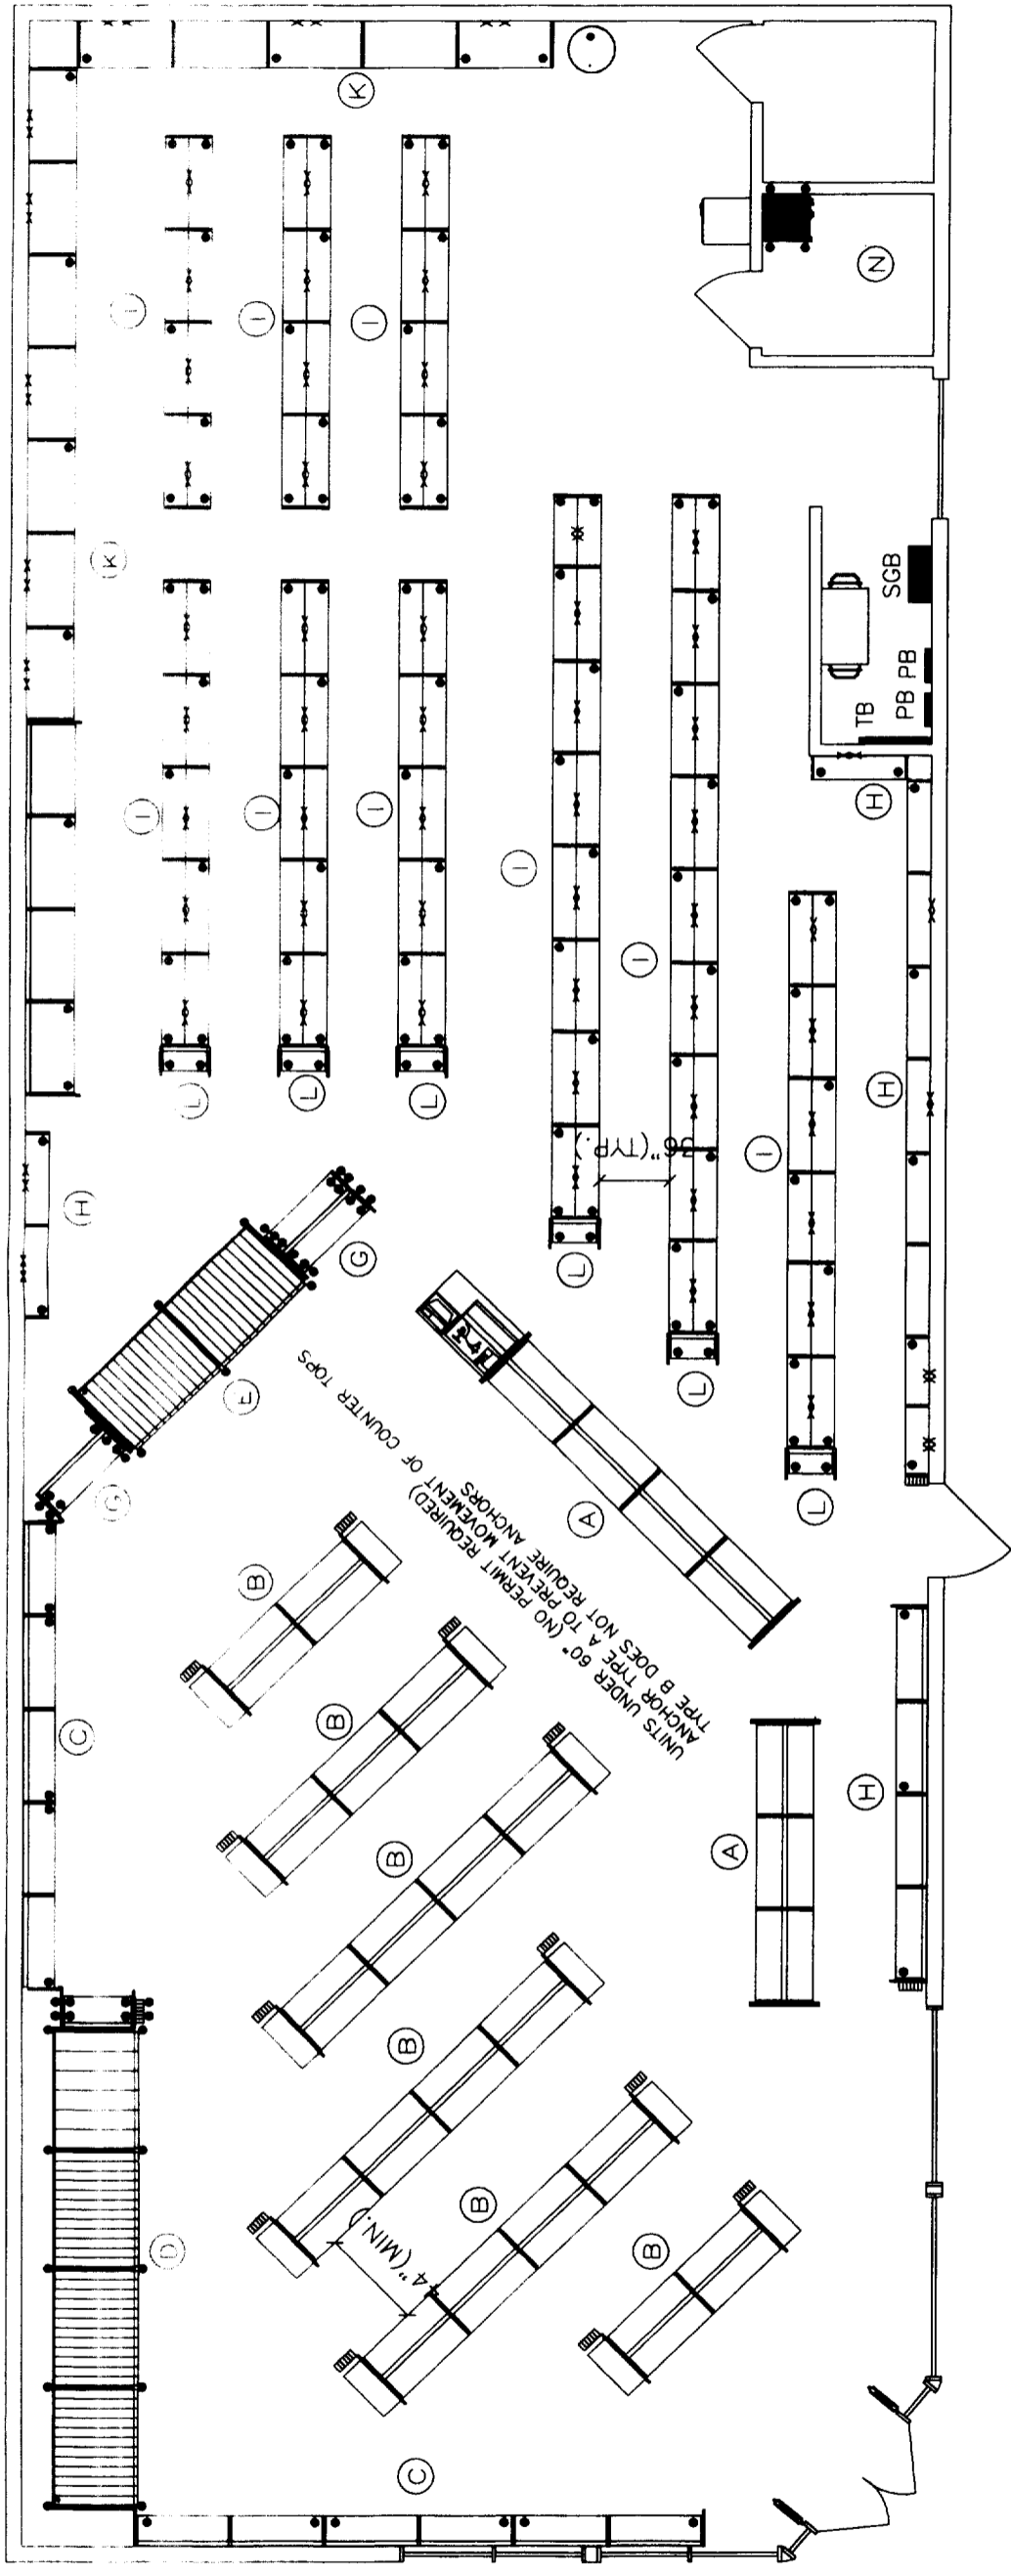 K
I
I
I
N
K
SGB
PB
PB
TB
I
I
I
H
I
I
H
I
L
L
L
H
G
36" (TYP.)
L
L
E
G
UNITS UNDER 60" (NO PERMIT REQUIRED)
ANCHOR TYPE A TO PREVENT MOVEMENT OF COUNTER TOPS
TYPE B DOES NOT REQUIRE ANCHORS
A
L
B
B
C
B
A
H
B
B
44" (MIN.)
D
B
C